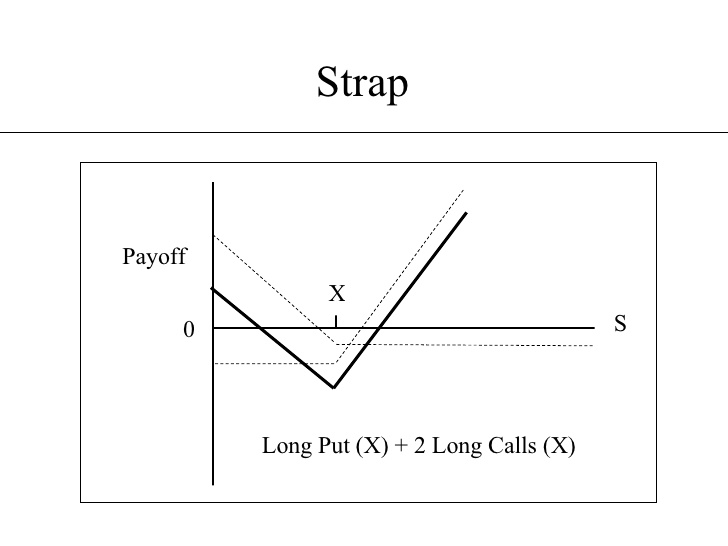 Strap
Payoff
X
0
S
Long Put (X) + 2 Long Calls (X)